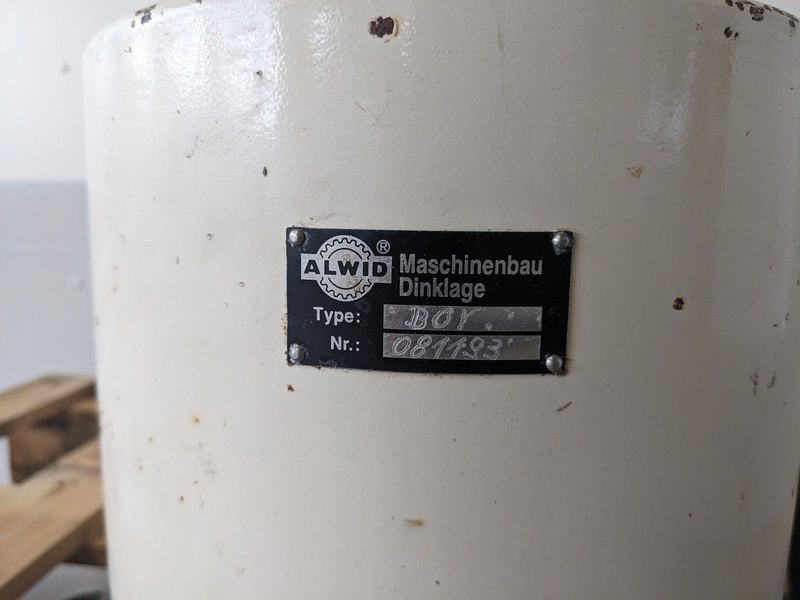 ALWID ®
Maschinenbau
Dinklage
Type: BOY
Nr.: 081193